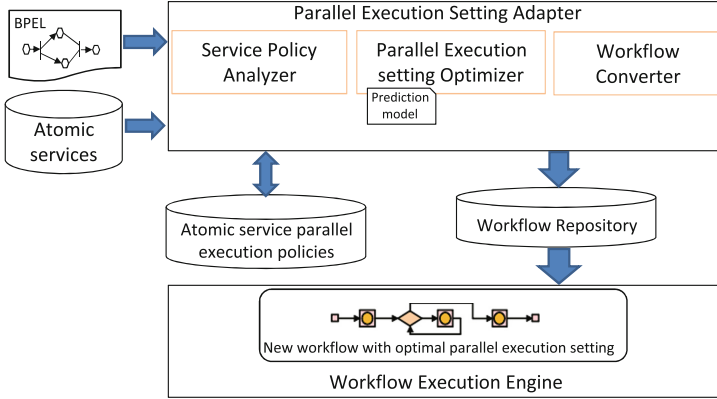 Parallel Execution Setting Adapter
BPEL
Service Policy
Analyzer
Parallel Execution
setting Optimizer
Workflow
Converter
Prediction
model
Atomic
services
Atomic service parallel
execution policies
Workflow Repository
New workflow with optimal parallel execution setting
Workflow Execution Engine